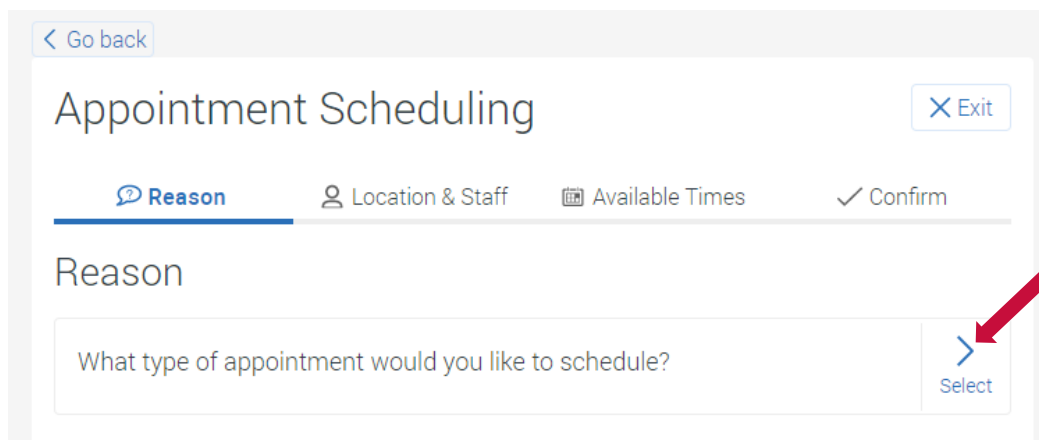 Go back
Appointment Scheduling
Exit
Reason Location & Staff Available Times Confirm
Reason
What type of appointment would you like to schedule?
Select